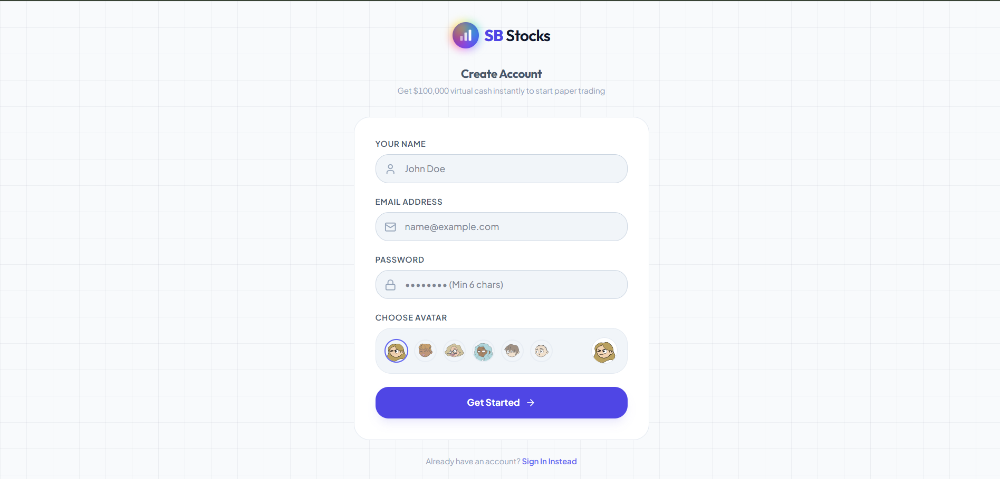 SB Stocks
Create Account
Get $100,000 virtual cash instantly to start paper trading
YOUR NAME
John Doe
EMAIL ADDRESS
name@example.com
PASSWORD
•••••••• (Min 6 chars)
CHOOSE AVATAR
Get Started →
Already have an account? Sign In Instead